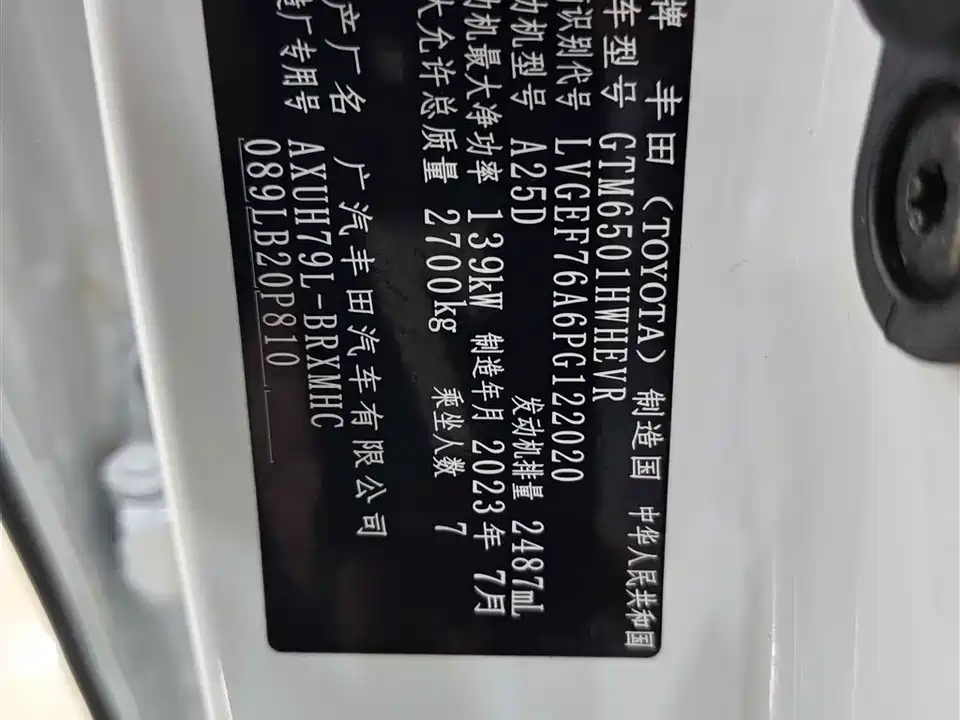 牌 丰田(TOYOTA) 制造国 中华人民共和国
车型号 GTM6501HWHEVR
识别代号 LVGEF76A6PG122020
动机型号 A25D 发动机排量 2487mL
动机最大净功率 139kW 制造年月 2023年 7月
大允许总质量 2700kg 乘坐人数 7
产厂名 广汽丰田汽车有限公司
造厂专用号 AXUH79L-BRXMHC
089LB20P810